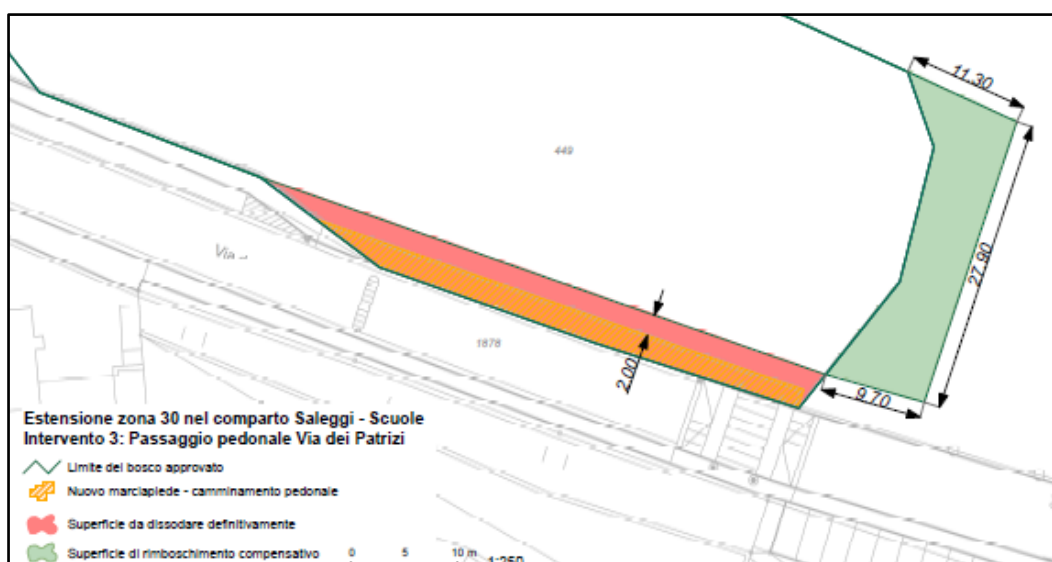 11.30
449
Via
27.90
1878
2.00
9.70
Estensione zona 30 nel comparto Saleggi - Scuole
Intervento 3: Passaggio pedonale Via dei Patrizi
Limite del bosco approvato
Nuovo marciapiede - camminamento pedonale
Superficie da dissodare definitivamente
Superficie di rimboschimento compensativo
0 5 10 m
1:250